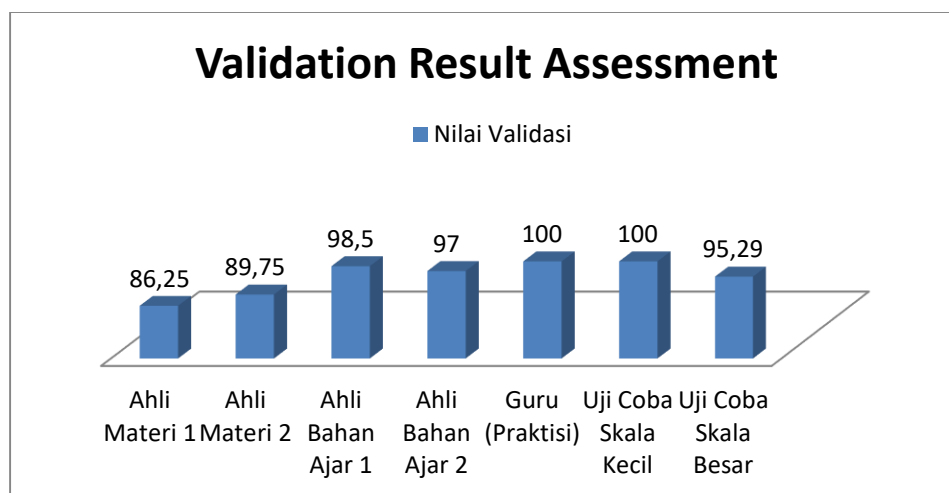 Validation Result Assessment
Nilai Validasi
86,25
89,75
98,5
97
100
100
95,29
Ahli
Materi 1
Ahli
Materi 2
Ahli
Bahan
Ajar 1
Ahli
Bahan
Ajar 2
Guru
(Praktisi)
Uji Coba
Skala
Kecil
Uji Coba
Skala
Besar